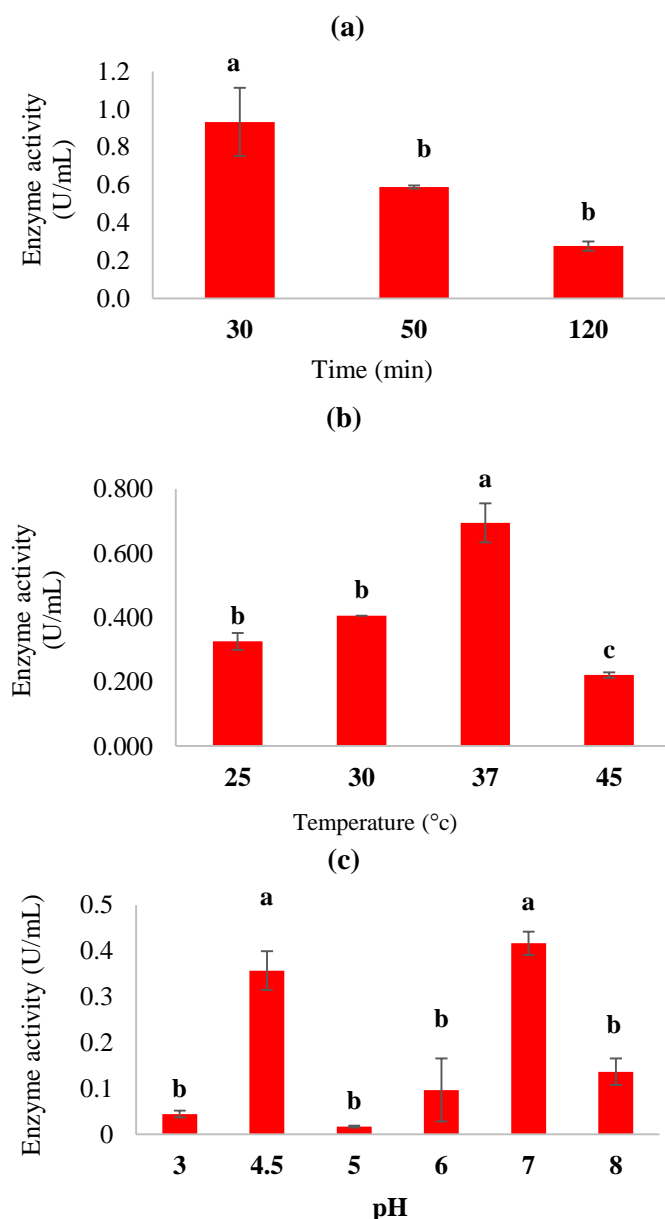 (a)
Enzyme activity
(U/mL)
1.2
1.0
0.8
0.6
0.4
0.2
0.0
a
b
b
30 50 120
Time (min)
(b)
Enzyme activity
(U/mL)
0.800
0.600
0.400
0.200
0.000
b
b
a
c
25 30 37 45
Temperature (°c)
(c)
Enzyme activity (U/mL)
0.5
0.4
0.3
0.2
0.1
0
b
a
b
b
a
b
3 4.5 5 6 7 8
pH